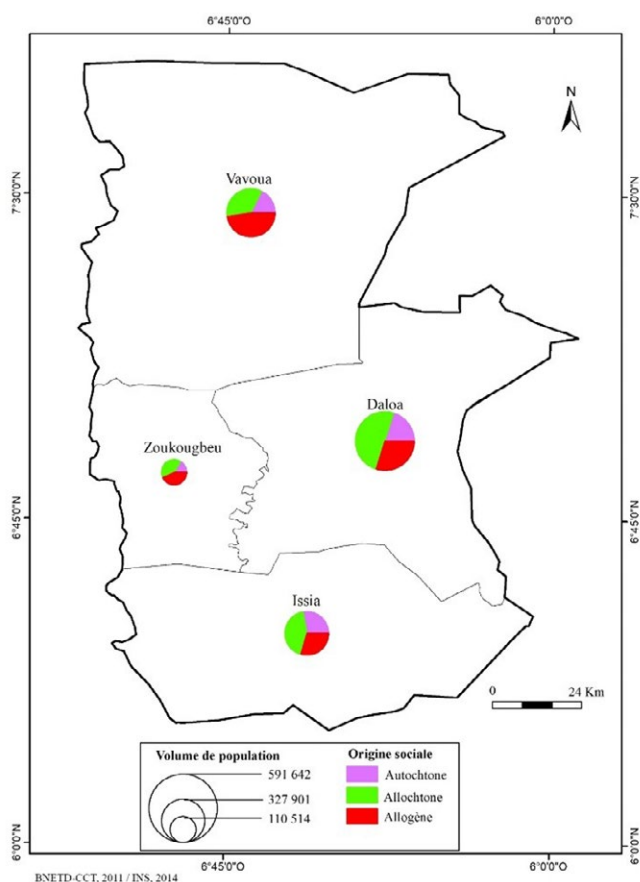 6°45'0"O
6°0'0"O
N
7°30'0"N
7°30'0"N
Vavoua
Daloa
Zoukougbeu
6°45'0"N
6°45'0"N
Issia
0 24 Km
Volume de population
591 642
327 901
110 514
Origine sociale
Autochtone
Allochtone
Allogène
6°0'0"N
6°0'0"N
6°45'0"O
6°0'0"O
BNETD-CCT, 2011 / INS, 2014